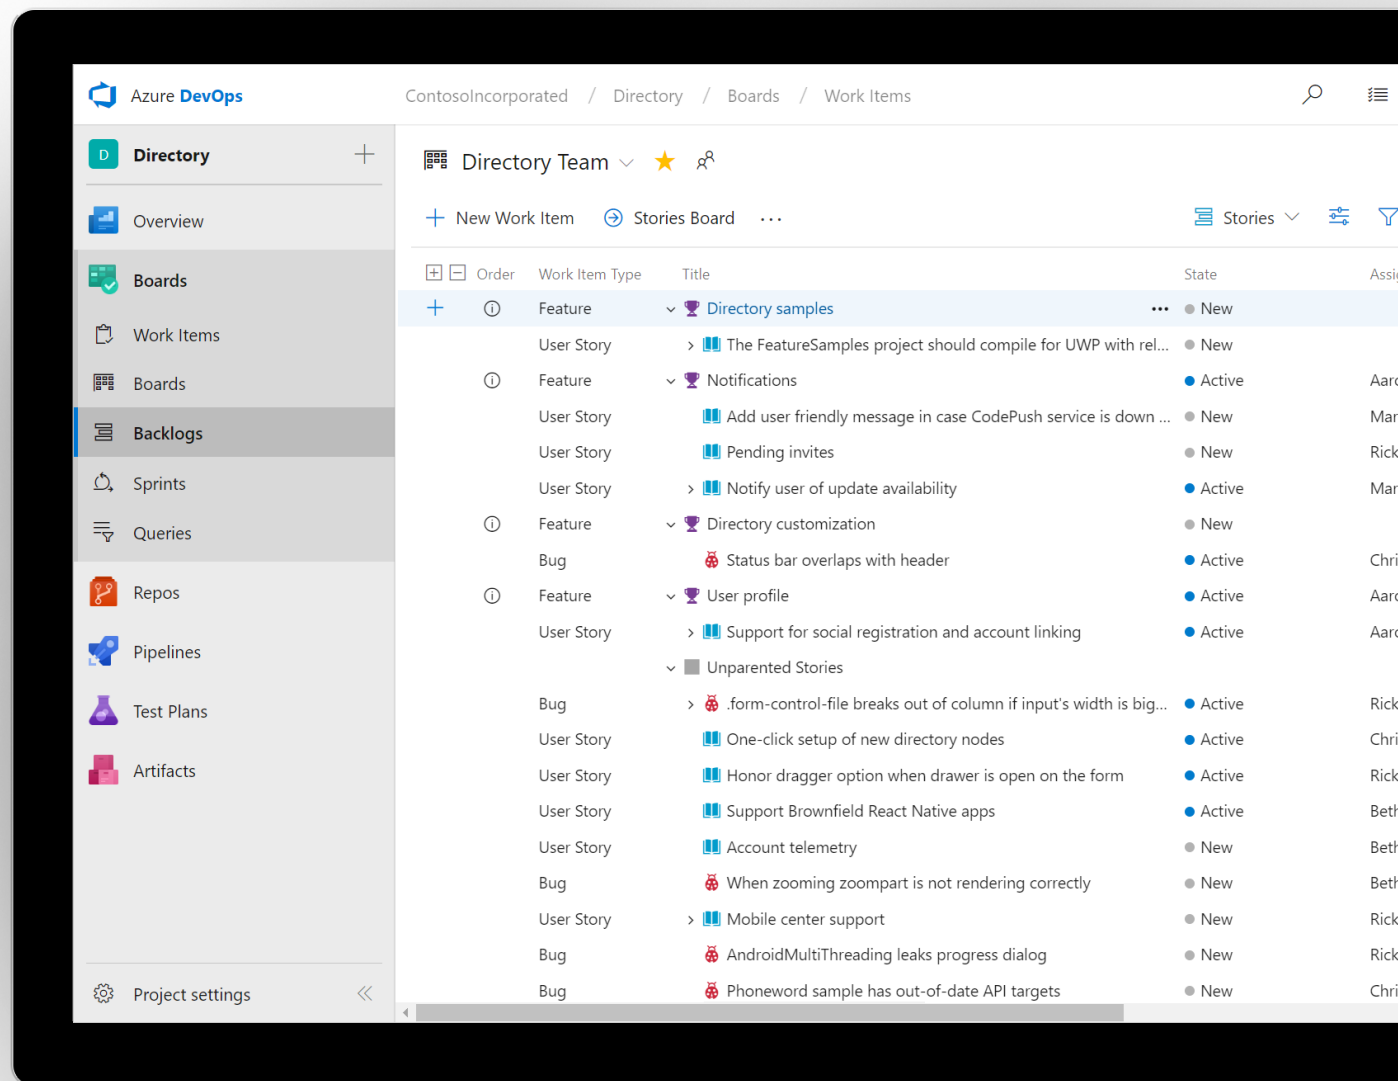 Azure DevOps
ContosoIncorporated / Directory / Boards / Work Items
D Directory
Directory Team
Overview
New Work Item Stories Board ... Stories
Boards
Order Work Item Type Title State
Feature Directory samples New
Work Items
User Story The FeatureSamples project should compile for UWP with rel... New
Boards
Feature Notifications Active
User Story Add user friendly message in case CodePush service is down ... New
Backlogs
User Story Pending invites New Rick
Sprints
User Story Notify user of update availability Active
Queries
Feature Directory customization New
Bug Status bar overlaps with header Active
Repos
Feature User profile Active
User Story Support for social registration and account linking Active
Pipelines
Unparented Stories
Test Plans
Bug .form-control-file breaks out of column if input's width is big... Active Rick
User Story One-click setup of new directory nodes Active
Artifacts
User Story Honor dragger option when drawer is open on the form Active Rick
User Story Support Brownfield React Native apps Active
User Story Account telemetry New
Bug When zooming zoompart is not rendering correctly New
User Story Mobile center support New Rick
Bug AndroidMultiThreading leaks progress dialog New Rick
Project settings
Bug Phoneword sample has out-of-date API targets New